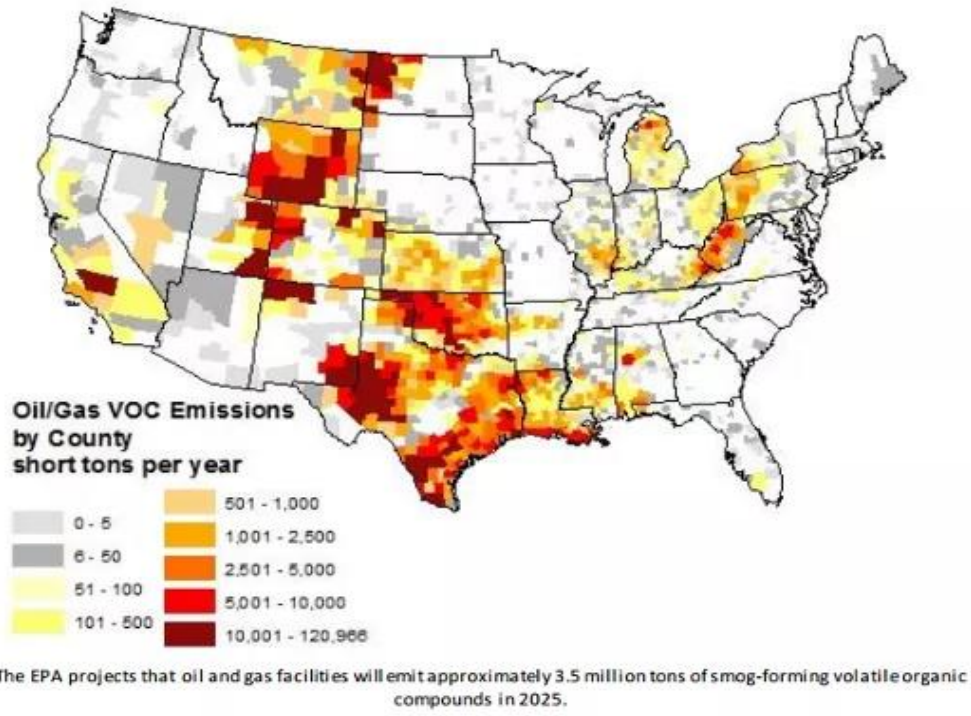 Oil/Gas VOC Emissions
by County
short tons per year
0 - 5
6 - 50
51 - 100
101 - 500
501 - 1,000
1,001 - 2,500
2,501 - 5,000
5,001 - 10,000
10,001 - 120,966
The EPA projects that oil and gas facilities will emit approximately 3.5 million tons of smog-forming volatile organic
compounds in 2025.